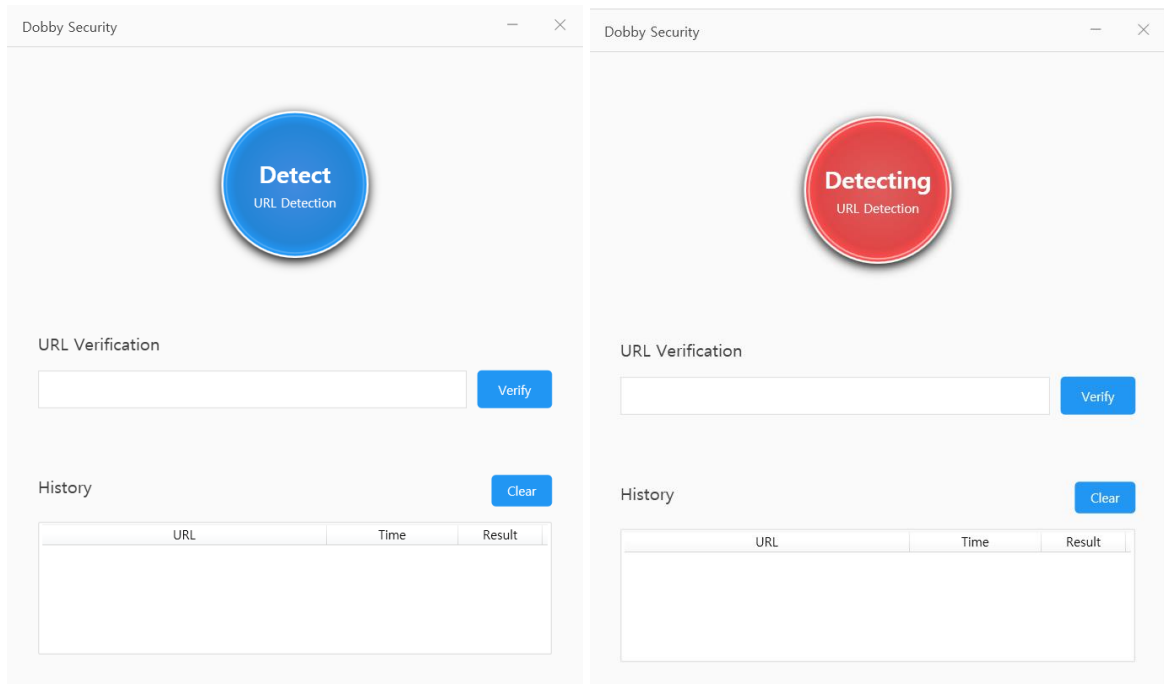 Dobby Security
Detect
URL Detection
URL Verification
Verify
History
Clear
URL Time Result
Dobby Security
Detecting
URL Detection
URL Verification
Verify
History
Clear
URL Time Result